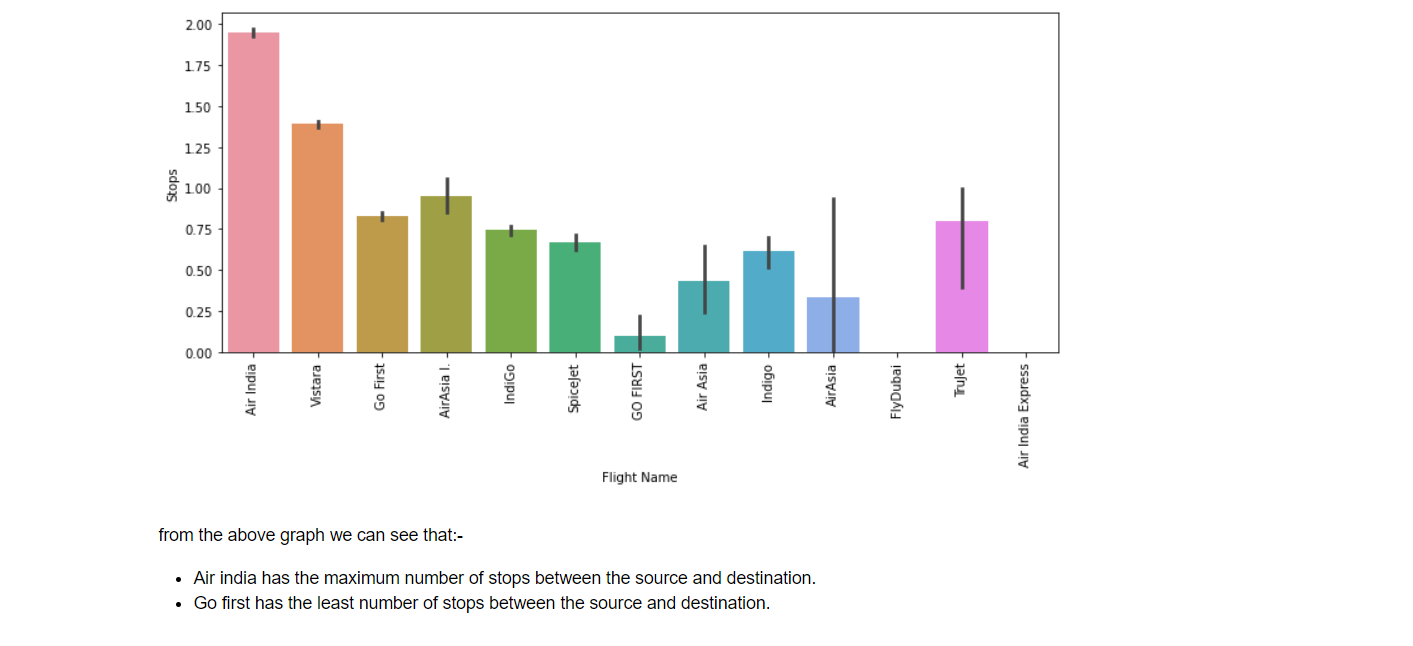 2.00
1.75
1.50
1.25
1.00
0.75
0.50
0.25
0.00
Stops
Air India
Vistara
Go First
AirAsia I.
IndiGo
SpiceJet
GO FIRST
Air Asia
Indigo
AirAsia
FlyDubai
TruJet
Air India Express
Flight Name
from the above graph we can see that:-
• Air india has the maximum number of stops between the source and destination.
• Go first has the least number of stops between the source and destination.